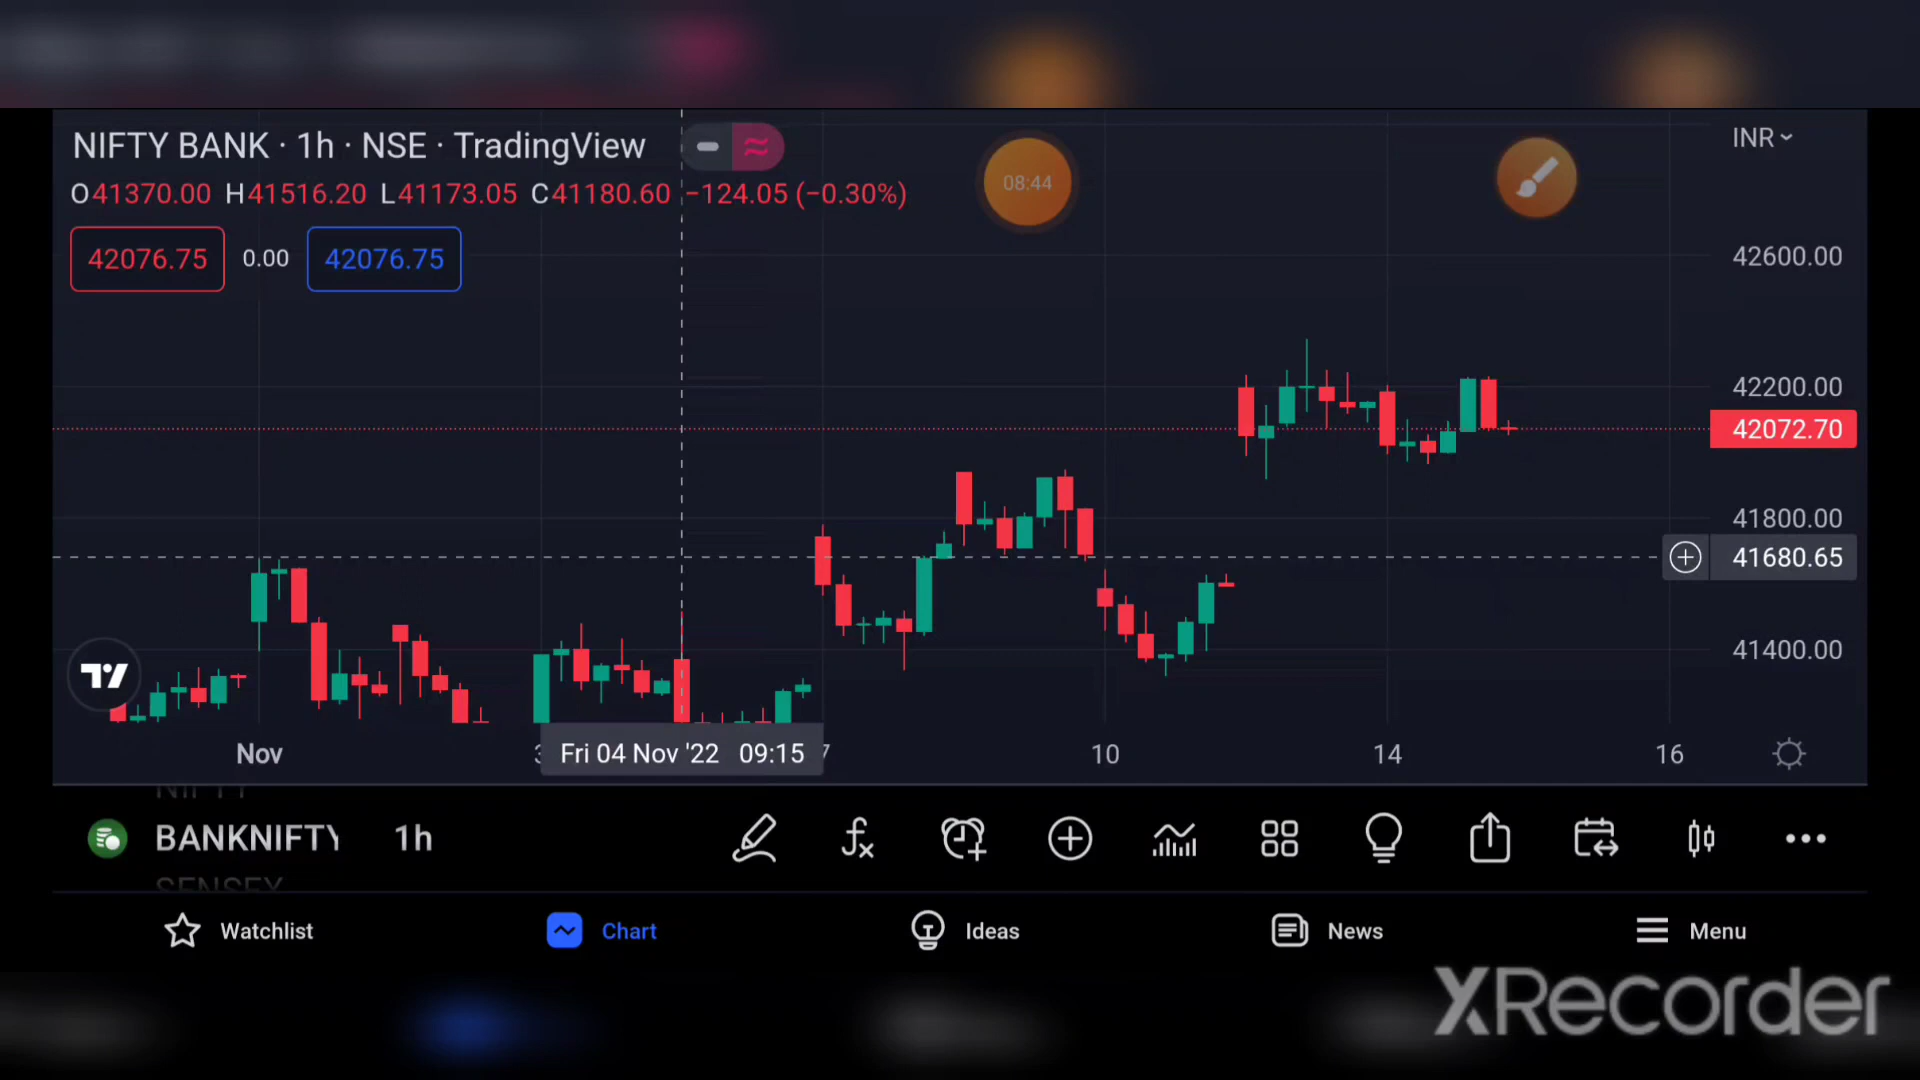 NIFTY BANK · 1h · NSE · TradingView
INR
O41370.00 H41516.20 L41173.05 C41180.60 −124.05 (−0.30%)
08:44
42076.75 0.00 42076.75
42600.00
42200.00
42072.70
41800.00
41680.65
41400.00
Nov
Fri 04 Nov '22 09:15
10
14
16
NIFTY
BANKNIFTY 1h
SENSEX
Watchlist
Chart
Ideas
News
Menu
XRecorder